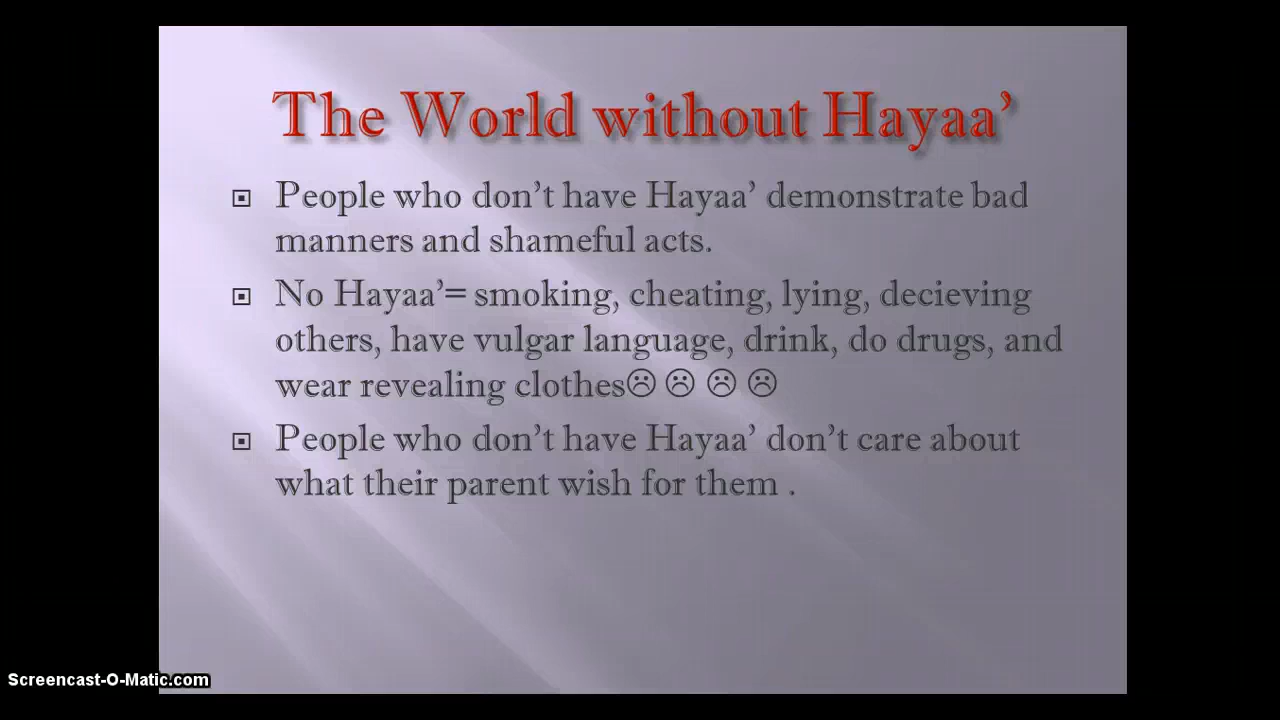 The World without Hayaa’
People who don’t have Hayaa’ demonstrate bad
manners and shameful acts.
No Hayaa’= smoking, cheating, lying, decieving
others, have vulgar language, drink, do drugs, and
wear revealing clothes☹ ☹ ☹ ☹
People who don’t have Hayaa’ don’t care about
what their parent wish for them .
Screencast-O-Matic.com